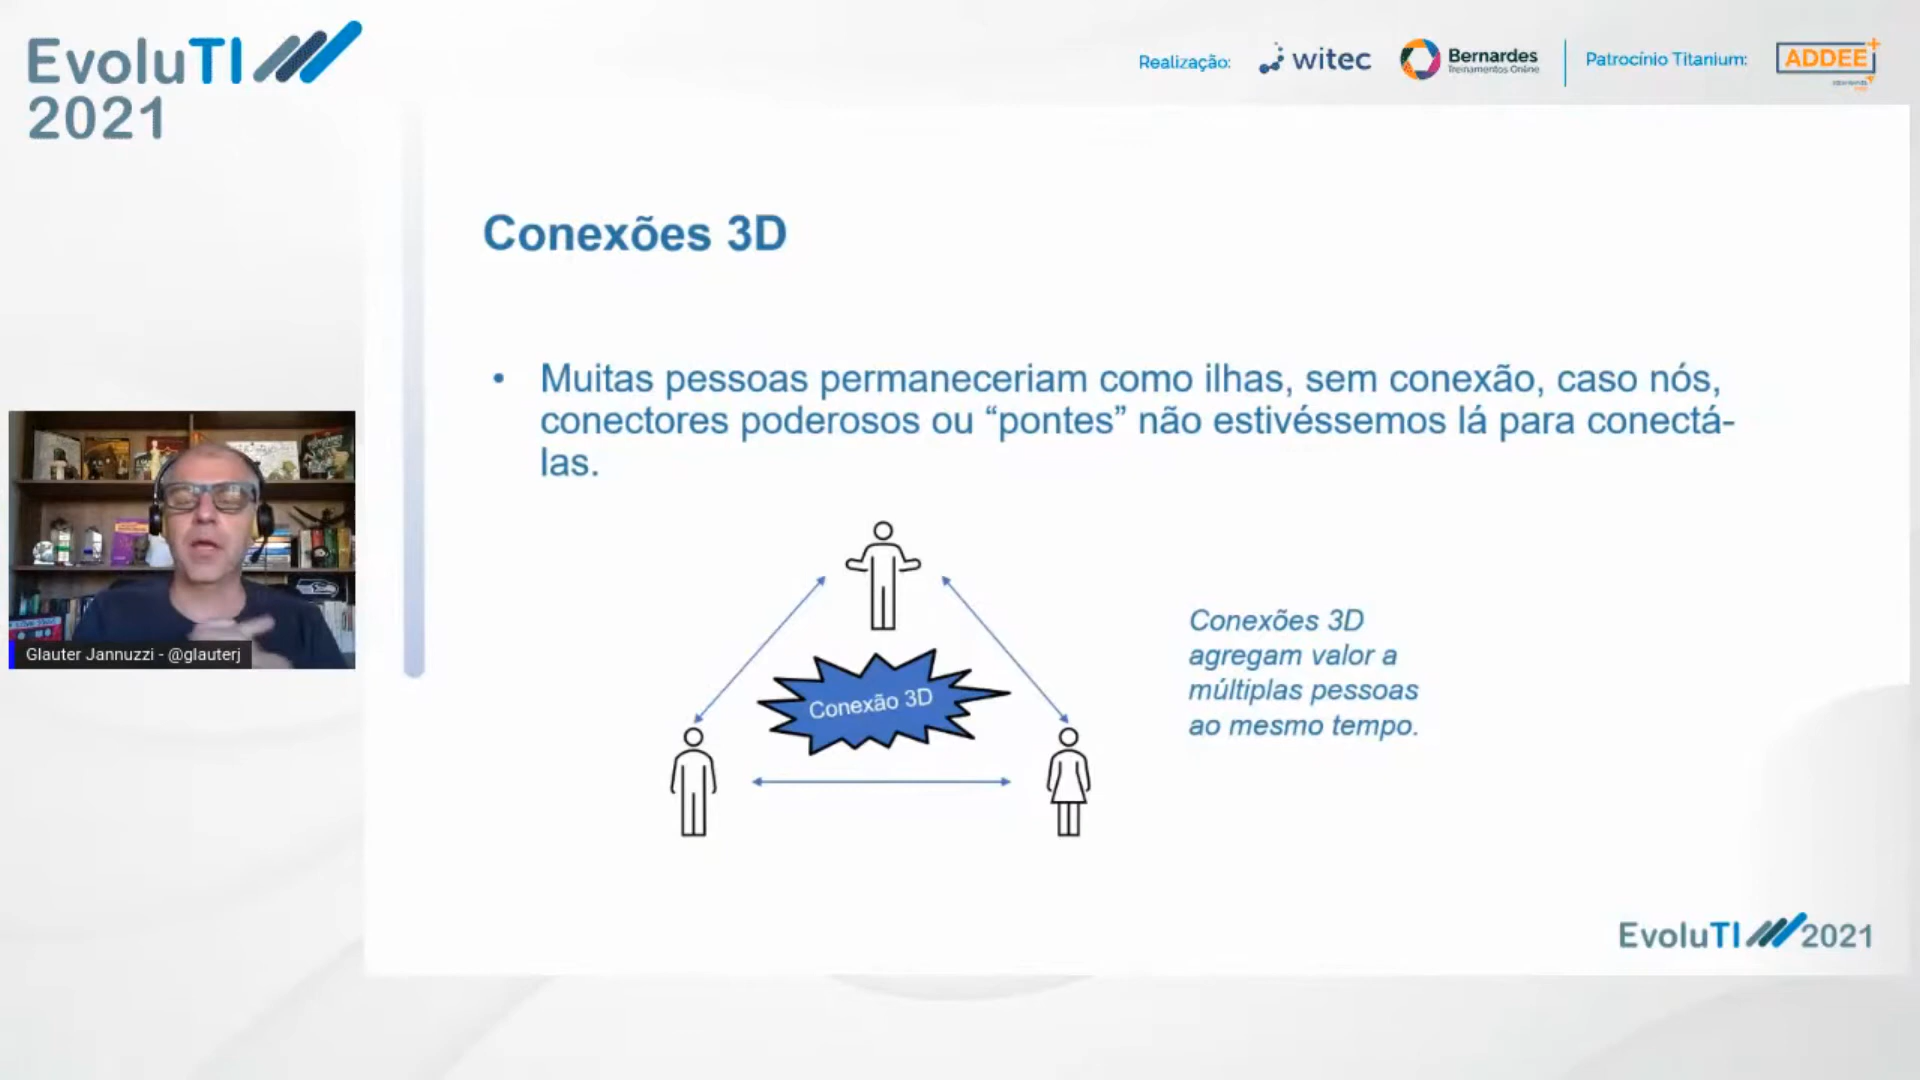 EvoluTI
2021
Realização:
witec
Bernardes
Treinamentos Online
Patrocínio Titanium:
ADDEE+
Conexões 3D
• Muitas pessoas permaneceriam como ilhas, sem conexão, caso nós,
conectores poderosos ou “pontes” não estivéssemos lá para conectá-
las.
Conexão 3D
Conexões 3D
agregam valor a
múltiplas pessoas
ao mesmo tempo.
Glauter Jannuzzi - @glauterj
EvoluTI 2021